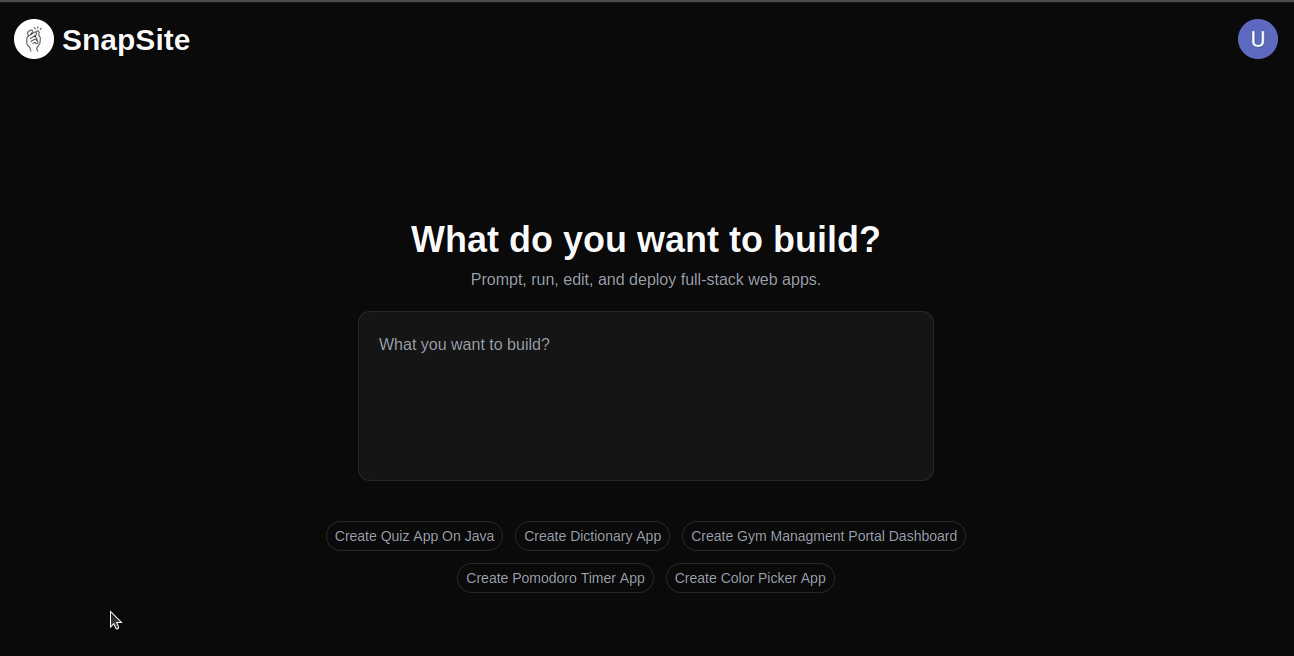 SnapSite
U
What do you want to build?
Prompt, run, edit, and deploy full-stack web apps.
What you want to build?
Create Quiz App On Java
Create Dictionary App
Create Gym Managment Portal Dashboard
Create Pomodoro Timer App
Create Color Picker App